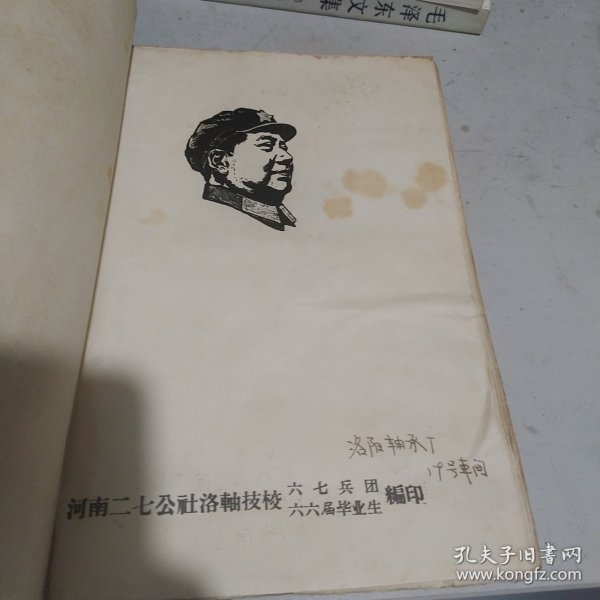 毛泽东文集
洛阳轴承厂
19号車间
河南二七公社洛軸技校 六七兵团 六六届毕业生 編印
孔夫子旧书网
www.kongfz.com